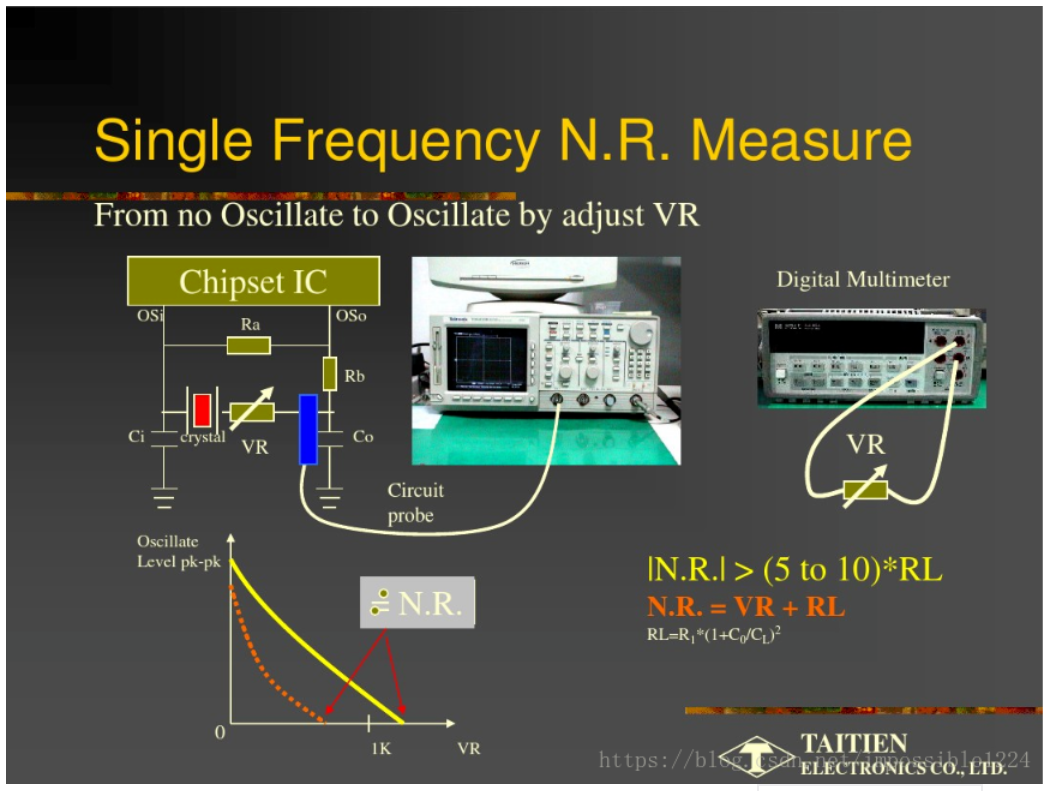 Single Frequency N.R. Measure
From no Oscillate to Oscillate by adjust VR
Chipset IC
OSi
OSo
Ra
Rb
Ci
crystal
VR
Co
Circuit
probe
Digital Multimeter
VR
Oscillate
Level pk-pk
≑ N.R.
0
1K
VR
|N.R.| > (5 to 10)*RL
N.R. = VR + RL
RL=R₁*(1+C₀/C_L)²
TAITIEN
ELECTRONICS CO., LTD.
https://blog.csdn.net/impossible1224